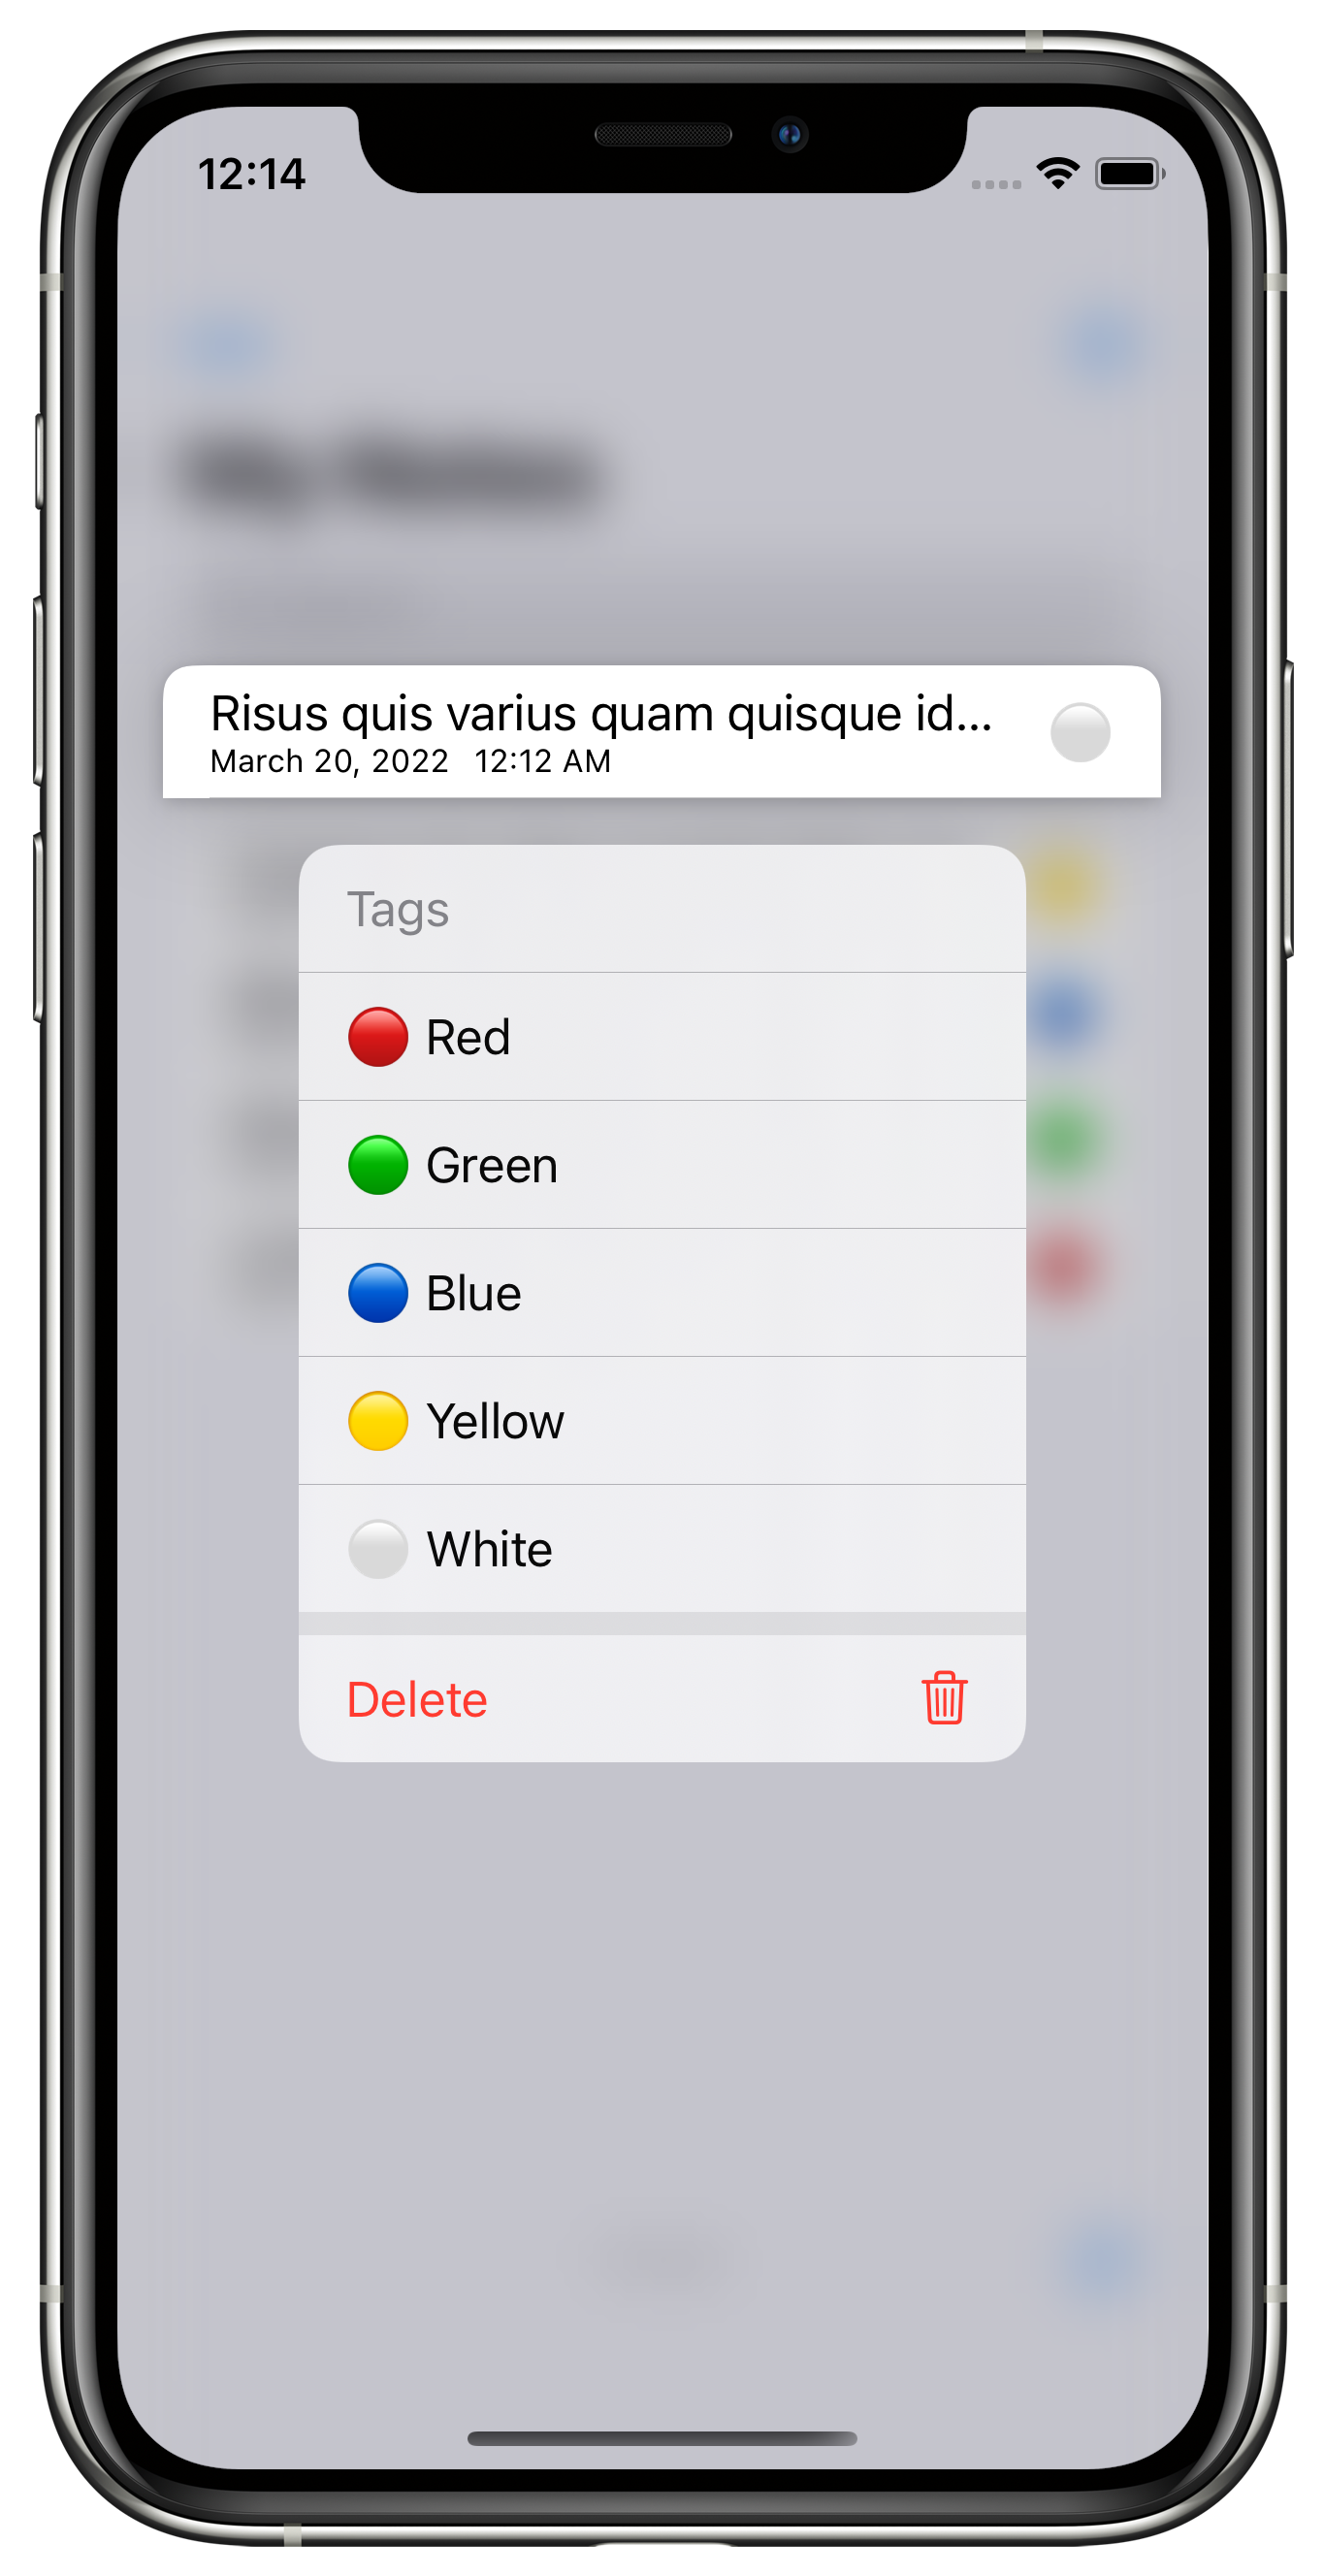 12:14
Risus quis varius quam quisque id...
March 20, 2022 12:12 AM
Tags
Red
Green
Blue
Yellow
White
Delete